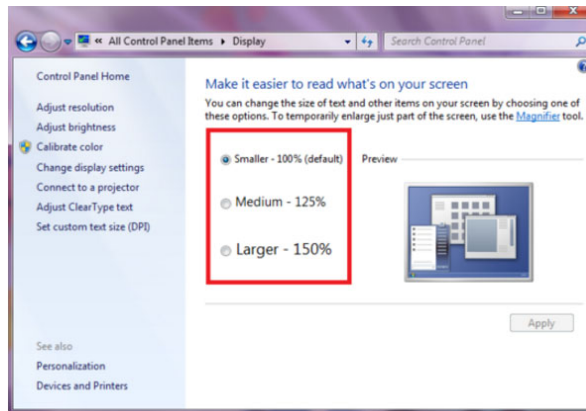 « All Control Panel Items ▸ Display
Search Control Panel
Control Panel Home
Adjust resolution
Adjust brightness
Calibrate color
Change display settings
Connect to a projector
Adjust ClearType text
Set custom text size (DPI)
See also
Personalization
Devices and Printers
Make it easier to read what's on your screen
You can change the size of text and other items on your screen by choosing one of
these options. To temporarily enlarge just part of the screen, use the Magnifier tool.
Smaller - 100% (default)
Preview
Medium - 125%
Larger - 150%
Apply